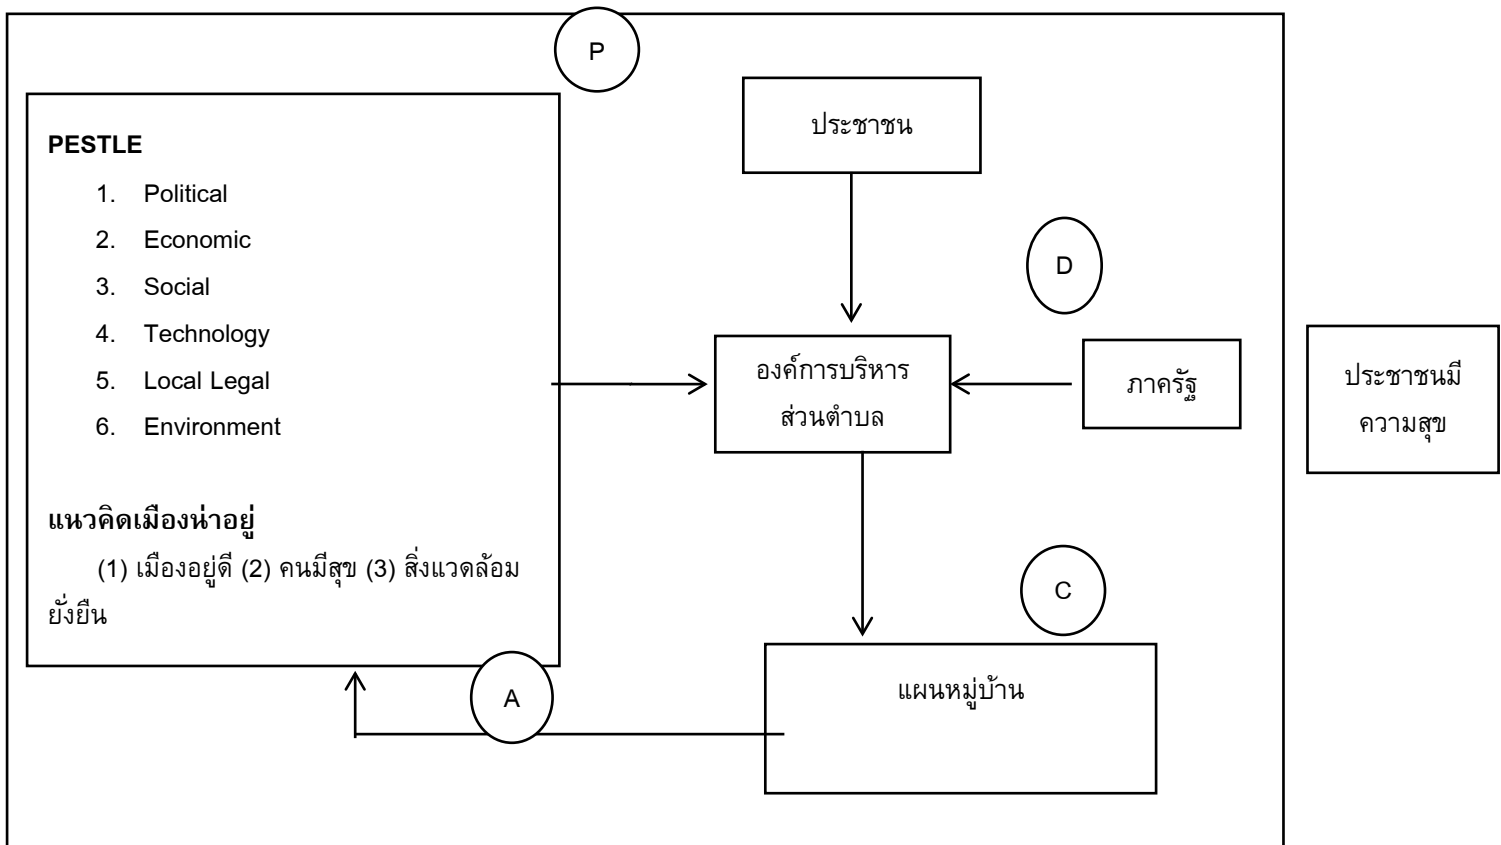 P
PESTLE
1. Political
2. Economic
3. Social
4. Technology
5. Local Legal
6. Environment
แนวคิดเมืองน่าอยู่
(1) เมืองอยู่ดี (2) คนมีสุข (3) สิ่งแวดล้อม
ยั่งยืน
ประชาชน
D
องค์การบริหาร
ส่วนตำบล
ภาครัฐ
ประชาชนมี
ความสุข
C
แผนหมู่บ้าน
A